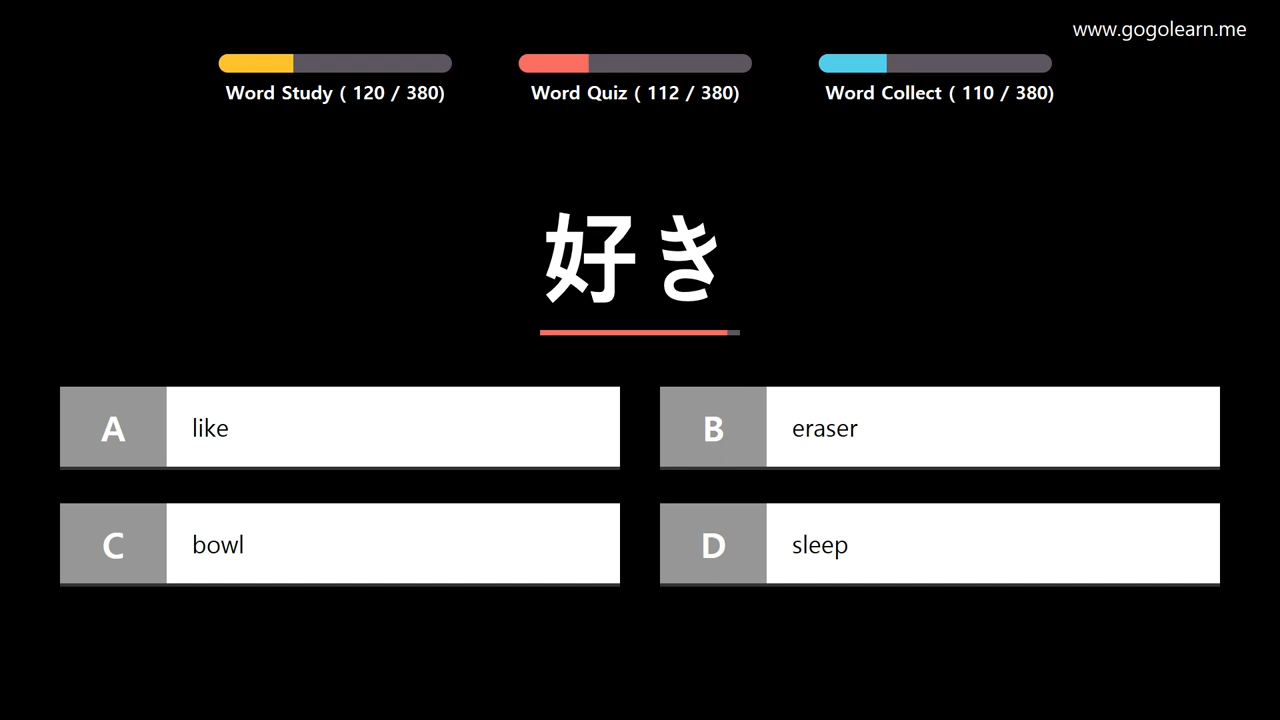 www.gogolearn.me
Word Study ( 120 / 380)
Word Quiz ( 112 / 380)
Word Collect ( 110 / 380)
好き
A like
B eraser
C bowl
D sleep